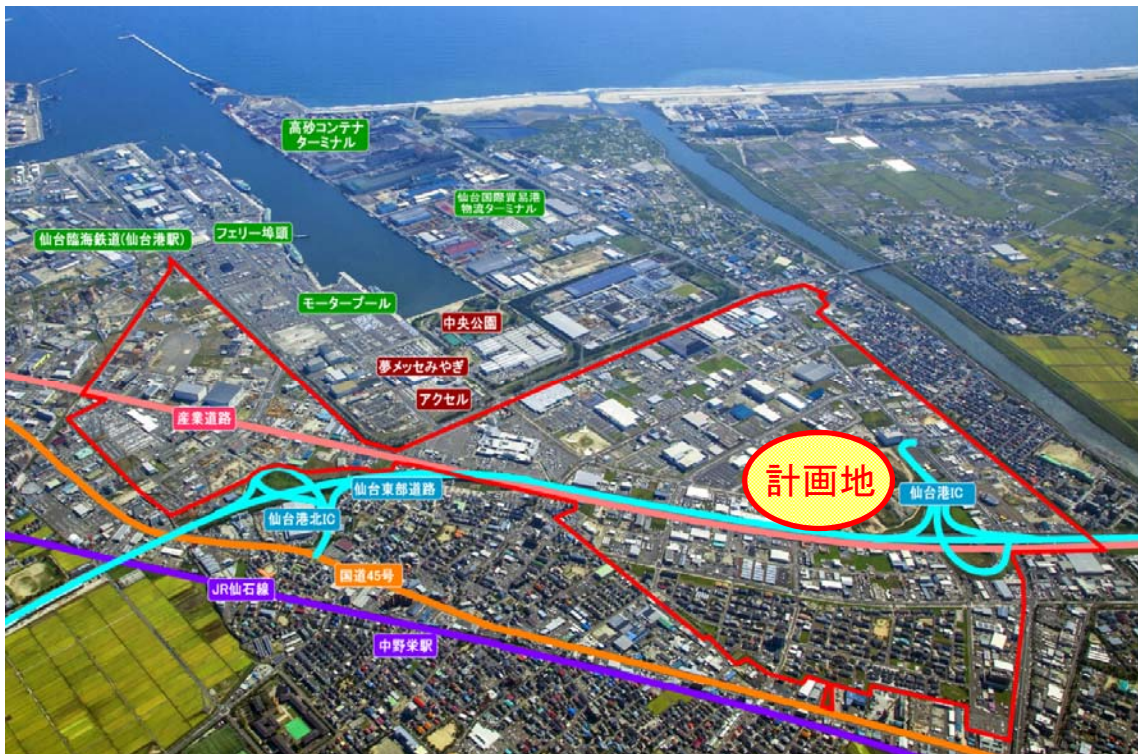 高砂コンテナ
ターミナル
仙台国際貿易港
物流ターミナル
仙台臨海鉄道(仙台港駅)
フェリー埠頭
モータープール
中央公園
夢メッセみやぎ
アクセル
産業道路
計画地
仙台東部道路
仙台港IC
仙台港北IC
国道45号
JR仙石線
中野栄駅